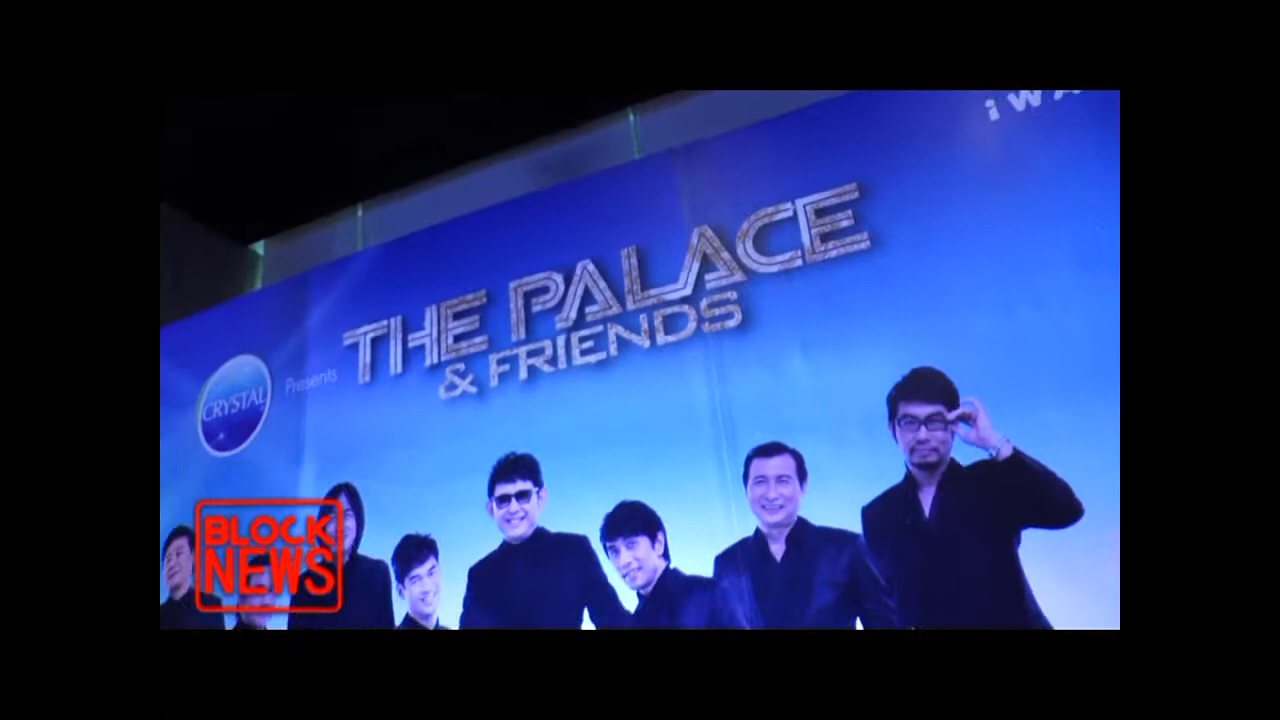 THE PALACE
& FRIENDS
CRYSTAL
Presents
BLOCK
NEWS